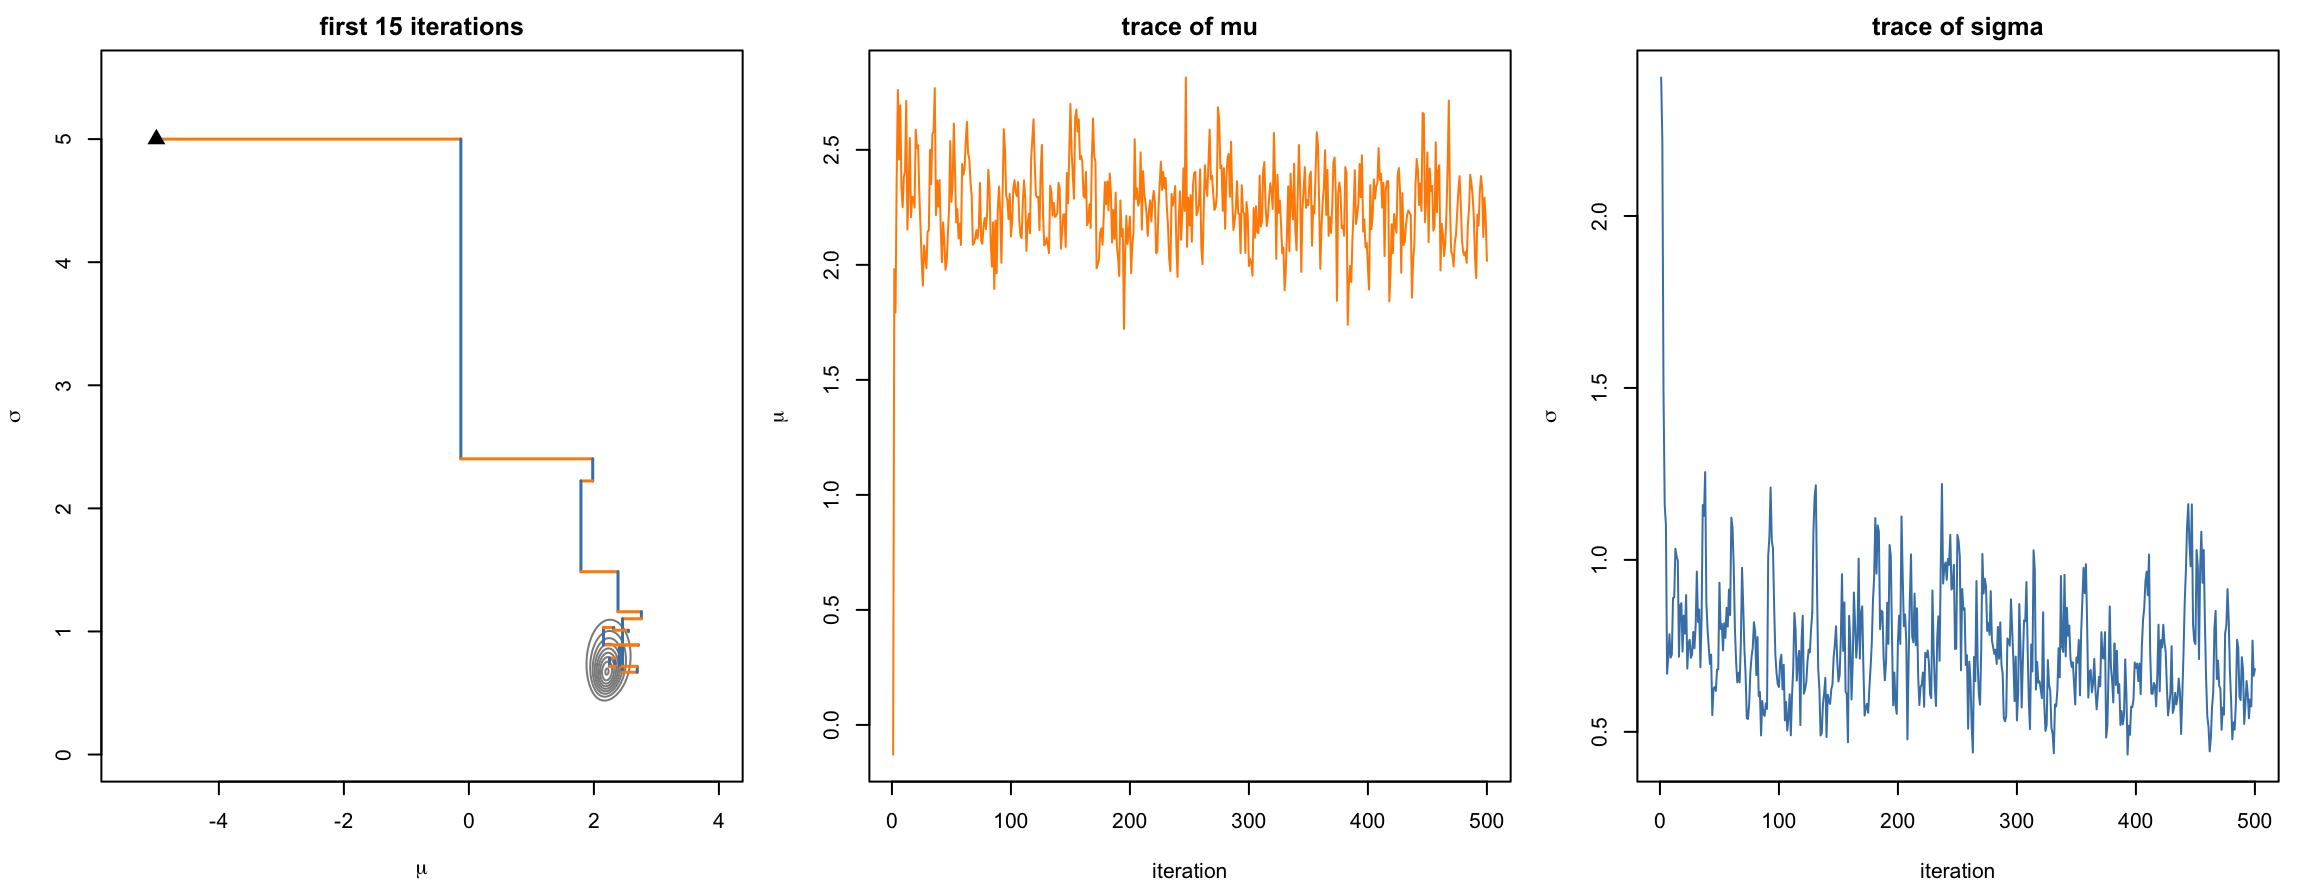 first 15 iterations
σ
5
4
3
2
1
0
-4 -2 0 2 4
μ
trace of mu
μ
2.5
2.0
1.5
1.0
0.5
0.0
0 100 200 300 400 500
iteration
trace of sigma
σ
2.0
1.5
1.0
0.5
0 100 200 300 400 500
iteration